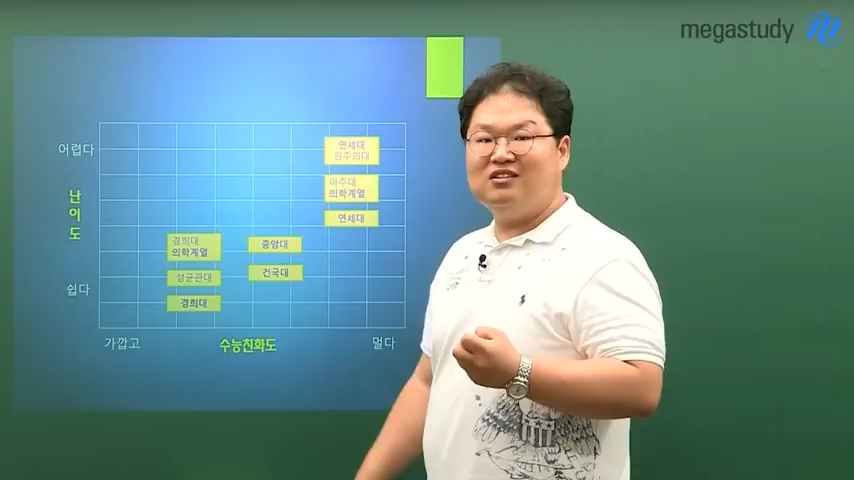 megastudy
어렵다
난
이
도
쉽다
연세대
원주의대
아주대
의학계열
연세대
경희대
의학계열
중앙대
성균관대
건국대
경희대
가깝고
수능친화도
멀다